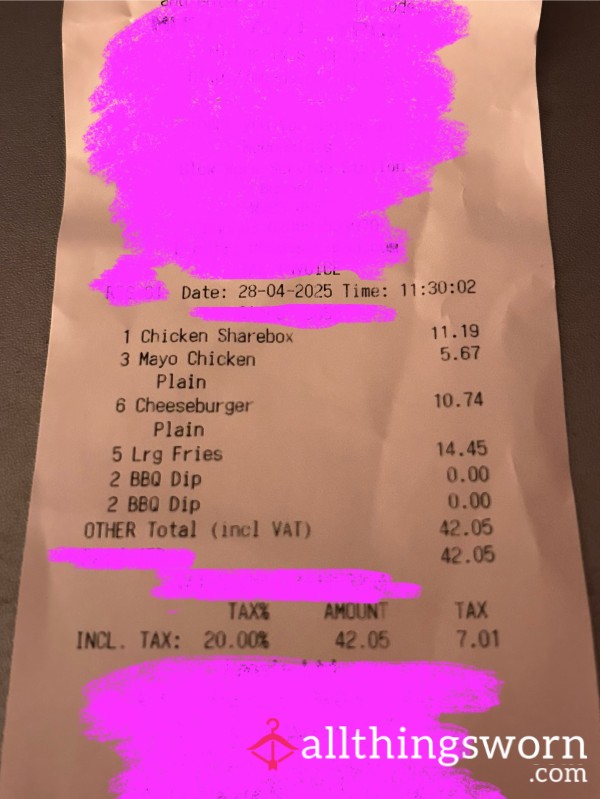 Date: 28-04-2025 Time: 11:30:02
1 Chicken Sharebox 11.19
3 Mayo Chicken 5.67
Plain
6 Cheeseburger 10.74
Plain
5 Lrg Fries 14.45
2 BBQ Dip 0.00
2 BBQ Dip 0.00
OTHER Total (incl VAT) 42.05
42.05
TAX% AMOUNT TAX
INCL. TAX: 20.00% 42.05 7.01
allthingsworn
.com